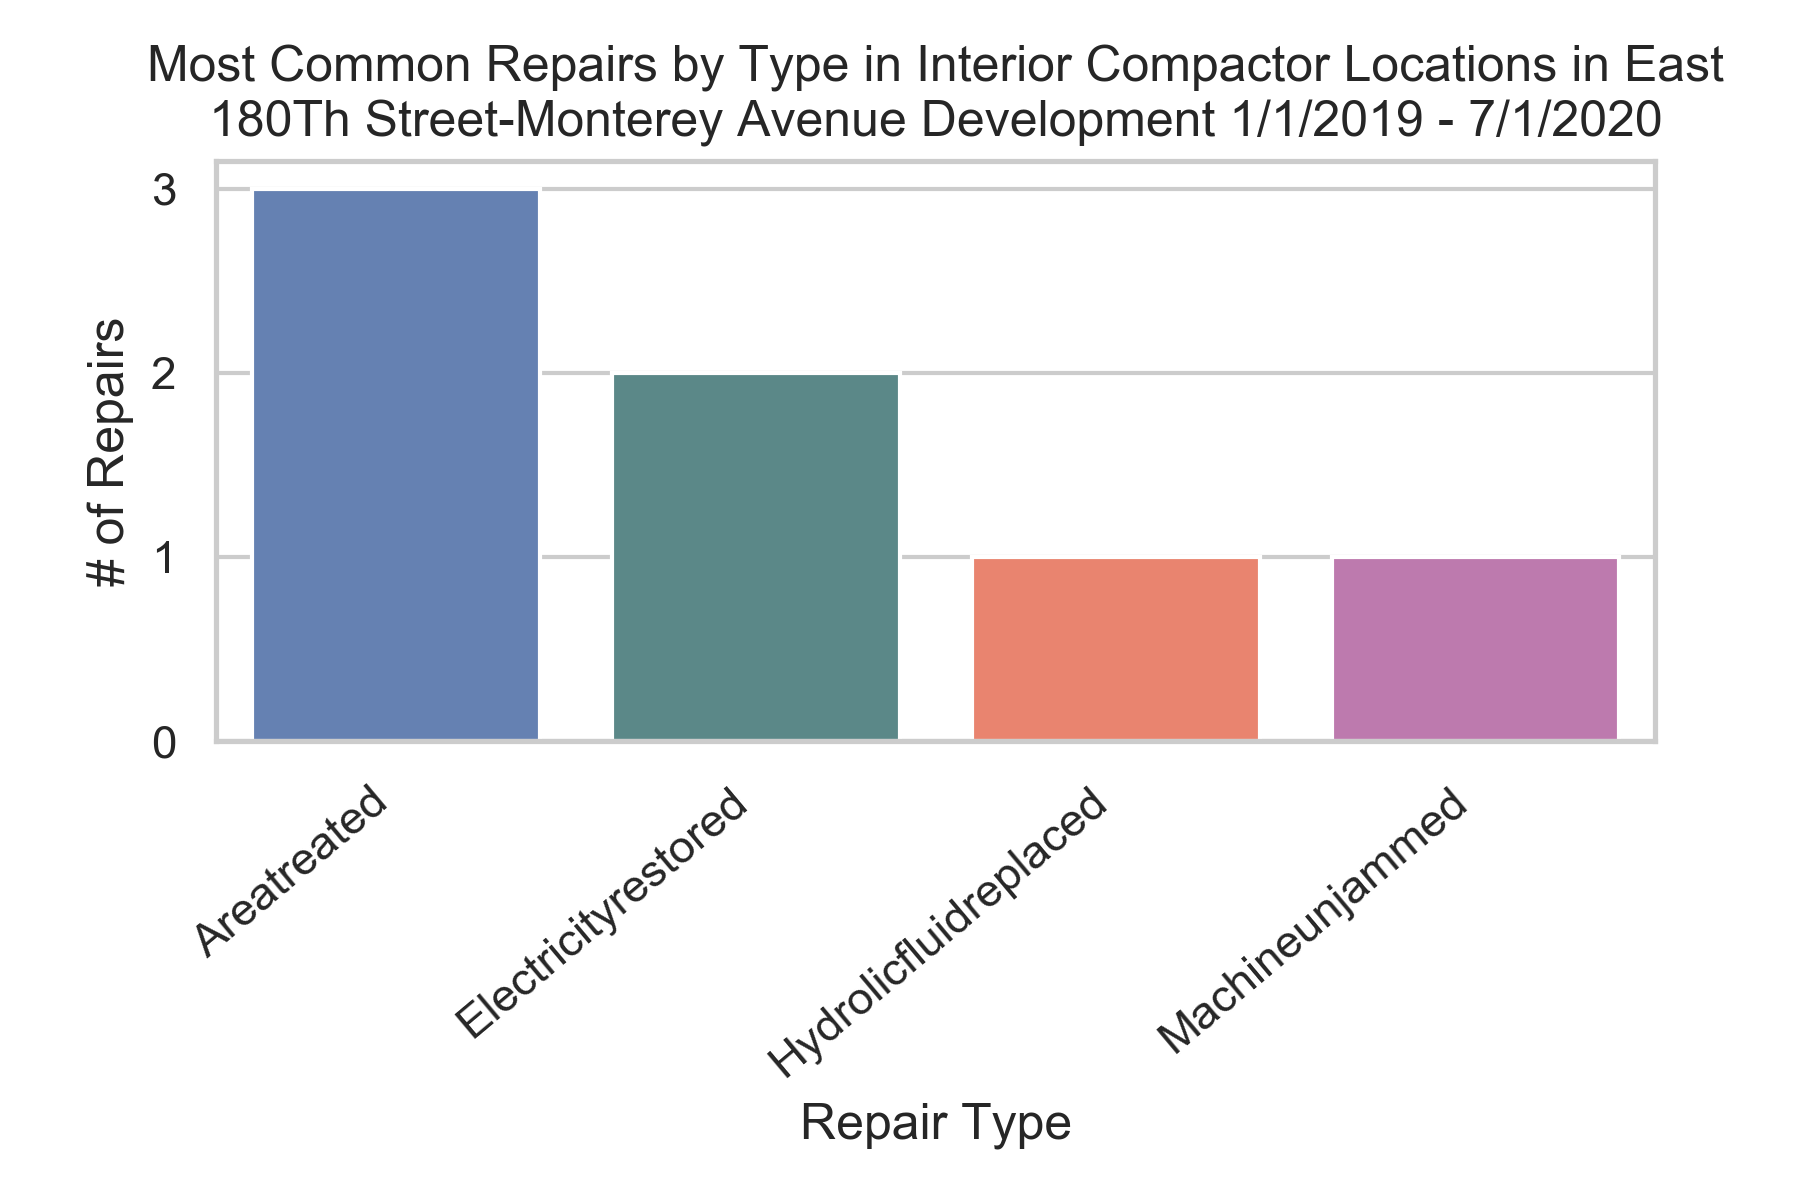 Most Common Repairs by Type in Interior Compactor Locations in East
180Th Street-Monterey Avenue Development 1/1/2019 - 7/1/2020
3
2
1
0
# of Repairs
Areatreated
Electricityrestored
Hydrolicfluidreplaced
Machineunjammed
Repair Type